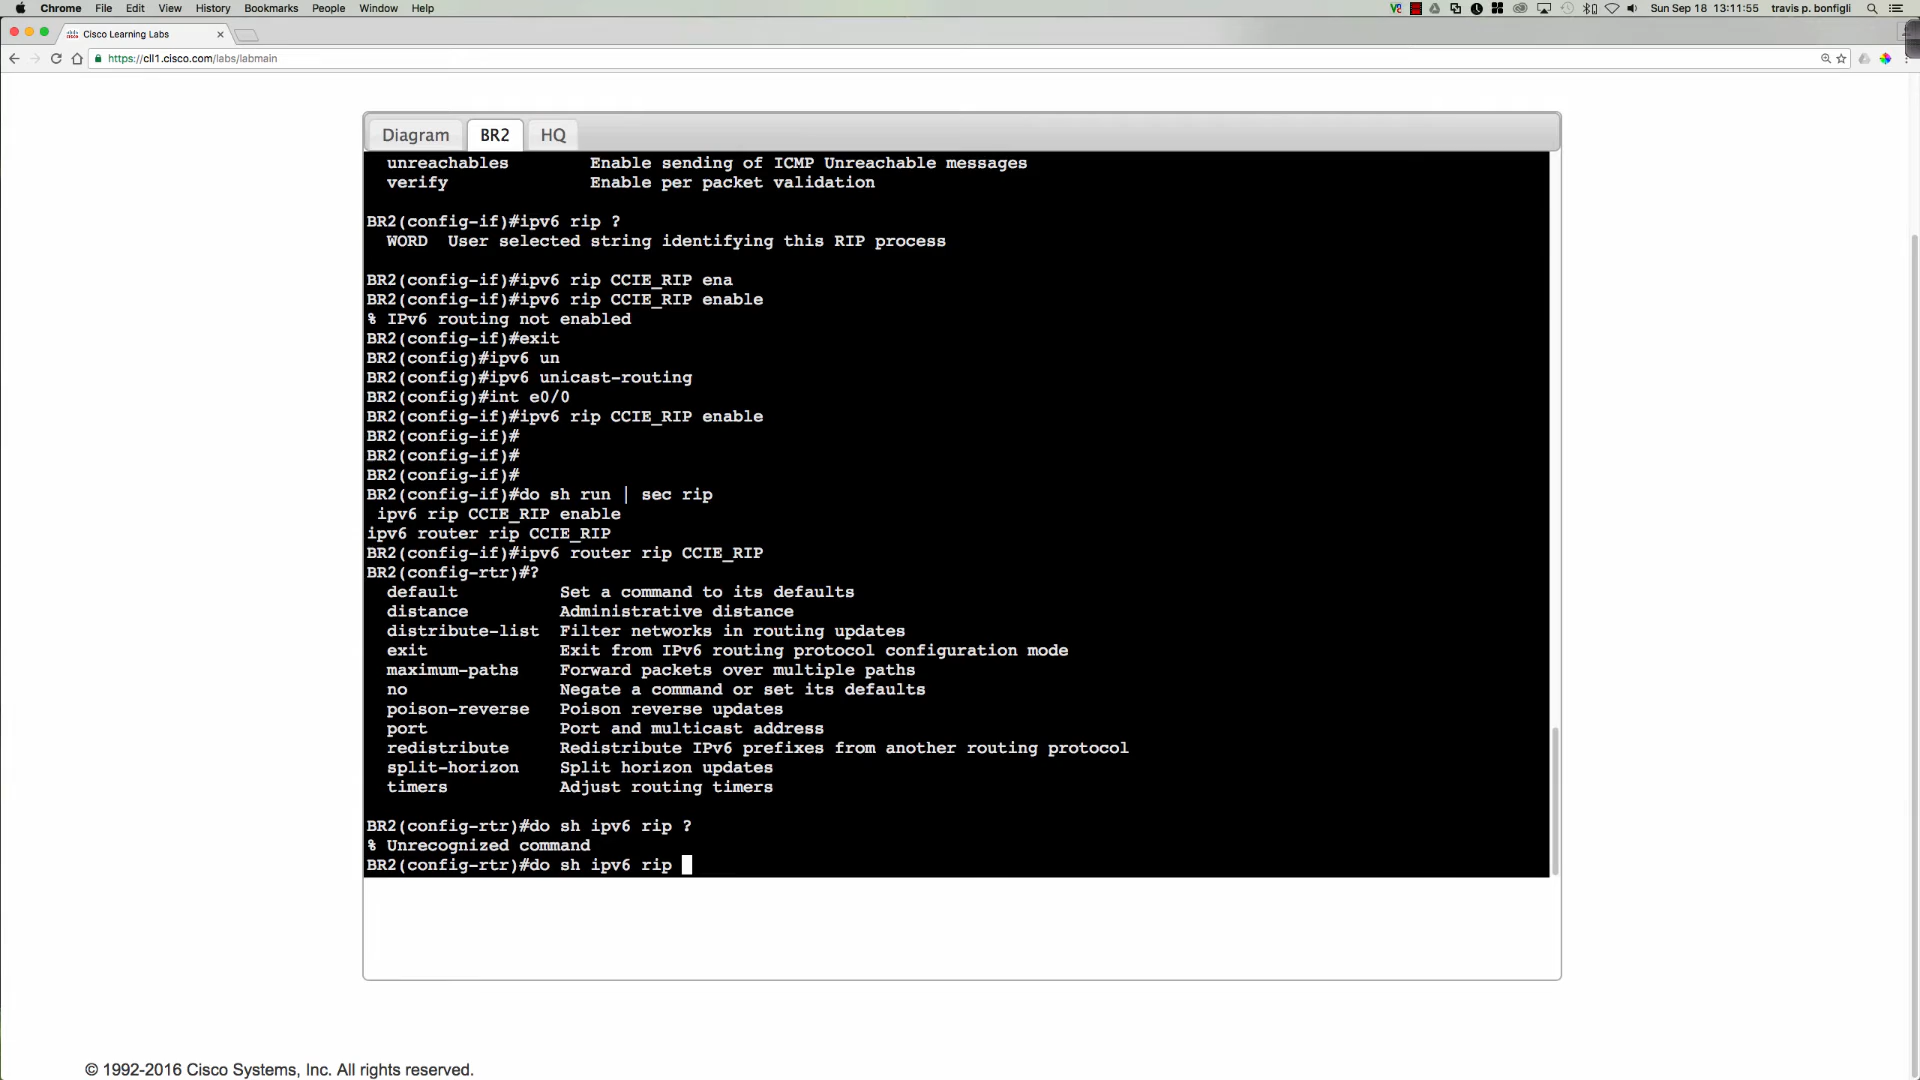 Chrome File Edit View History Bookmarks People Window Help Sun Sep 18 13:11:55 travis p. bonfigli
Cisco Learning Labs
https://cll1.cisco.com/labs/labmain
Diagram BR2 HQ
unreachables Enable sending of ICMP Unreachable messages
verify Enable per packet validation
BR2(config-if)#ipv6 rip ?
WORD User selected string identifying this RIP process
BR2(config-if)#ipv6 rip CCIE_RIP ena
BR2(config-if)#ipv6 rip CCIE_RIP enable
% IPv6 routing not enabled
BR2(config-if)#exit
BR2(config)#ipv6 un
BR2(config)#ipv6 unicast-routing
BR2(config)#int e0/0
BR2(config-if)#ipv6 rip CCIE_RIP enable
BR2(config-if)#
BR2(config-if)#
BR2(config-if)#
BR2(config-if)#do sh run | sec rip
ipv6 rip CCIE_RIP enable
ipv6 router rip CCIE_RIP
BR2(config-if)#ipv6 router rip CCIE_RIP
BR2(config-rtr)#?
default Set a command to its defaults
distance Administrative distance
distribute-list Filter networks in routing updates
exit Exit from IPv6 routing protocol configuration mode
maximum-paths Forward packets over multiple paths
no Negate a command or set its defaults
poison-reverse Poison reverse updates
port Port and multicast address
redistribute Redistribute IPv6 prefixes from another routing protocol
split-horizon Split horizon updates
timers Adjust routing timers
BR2(config-rtr)#do sh ipv6 rip ?
% Unrecognized command
BR2(config-rtr)#do sh ipv6 rip
© 1992-2016 Cisco Systems, Inc. All rights reserved.